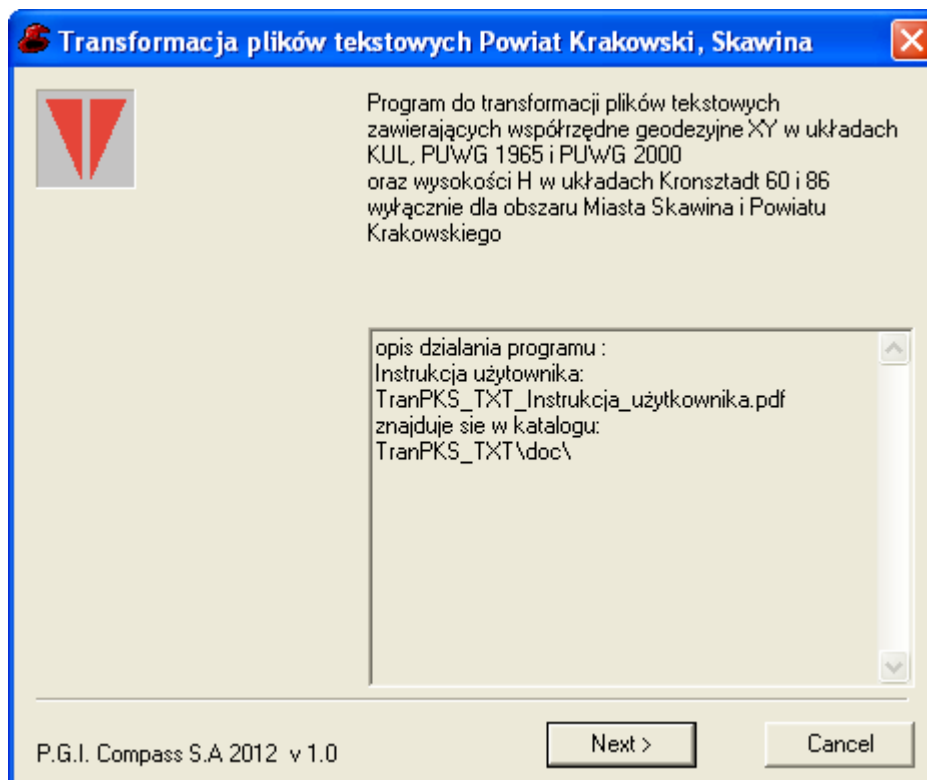 Transformacja plików tekstowych Powiat Krakowski, Skawina
Program do transformacji plików tekstowych
zawierających współrzędne geodezyjne XY w układach
KUL, PUWG 1965 i PUWG 2000
oraz wysokości H w układach Kronsztadt 60 i 86
wyłącznie dla obszaru Miasta Skawina i Powiatu
Krakowskiego
opis dzialania programu :
Instrukcja użytownika:
TranPKS_TXT_Instrukcja_użytkownika.pdf
znajduje sie w katalogu:
TranPKS_TXT\doc\
P.G.I. Compass S.A 2012 v 1.0
Next >
Cancel